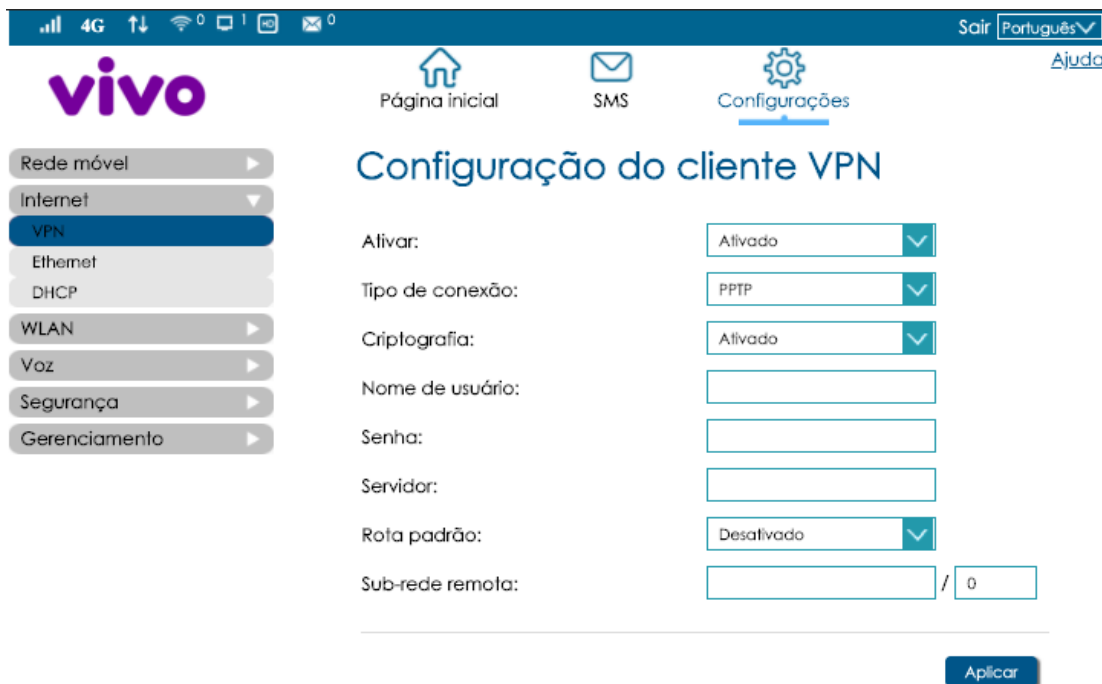 4G 0 1 HD 0 Sair Português
Ajuda
vivo
Página inicial SMS Configurações
Rede móvel
Internet
VPN
Ethernet
DHCP
WLAN
Voz
Segurança
Gerenciamento
Configuração do cliente VPN
Ativar: Ativado
Tipo de conexão: PPTP
Criptografia: Ativado
Nome de usuário:
Senha:
Servidor:
Rota padrão: Desativado
Sub-rede remota: / 0
Aplicar